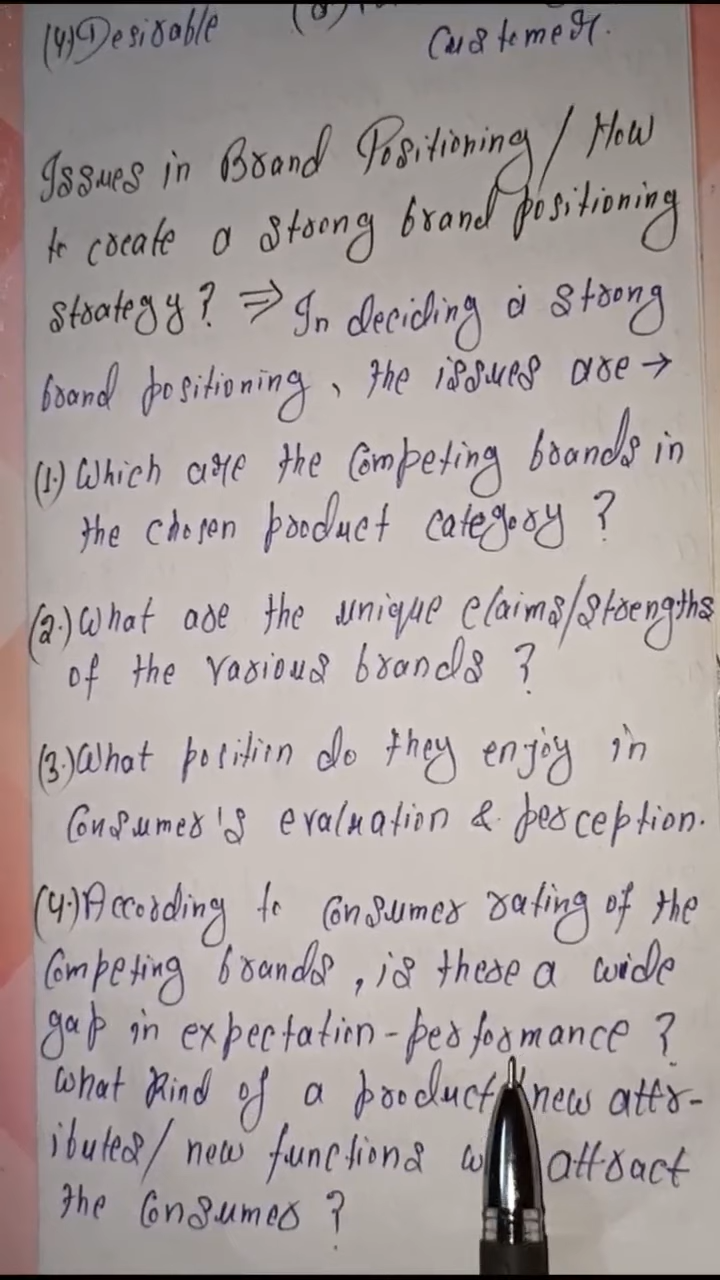 (4) Desirable
Customer.
Issues in Brand Positioning / How
to create a strong brand positioning
strategy? ⇒ In deciding a strong
brand positioning, the issues are →
(1.) Which are the Competing brands in
the chosen product category ?
(2.) What are the unique claims/strengths
of the various brands ?
(3.) What position do they enjoy in
Consumer's evaluation & perception.
(4.) According to Consumer rating of the
Competing brands, is there a wide
gap in expectation-performance ?
What kind of a product/new attr-
ibutes/ new functions attract
the Consumer ?